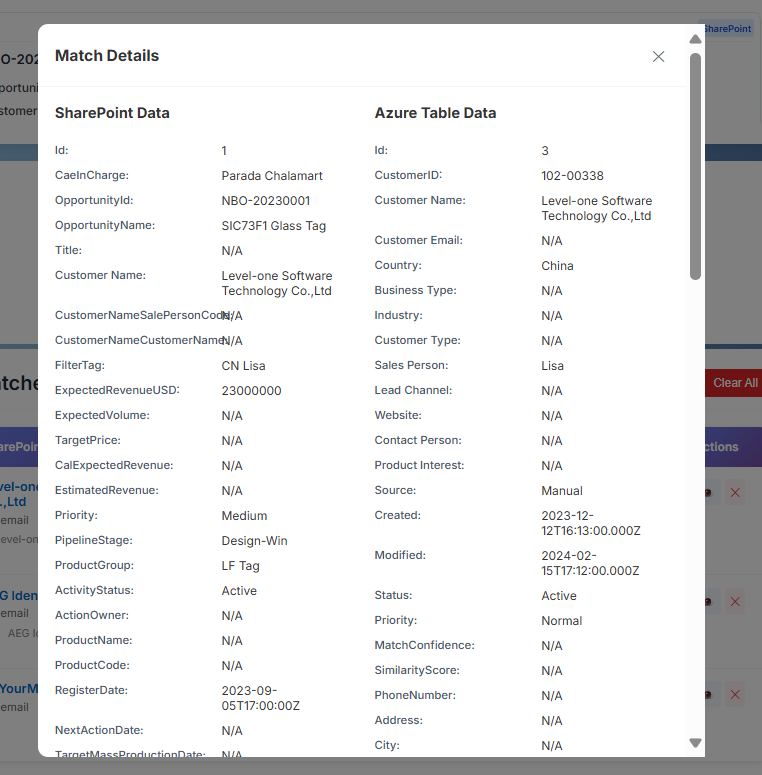 SharePoint
Match Details
O-202
portuni
stomer
SharePoint Data
Id: 1
CaeInCharge: Parada Chalamart
OpportunityId: NBO-20230001
OpportunityName: SIC73F1 Glass Tag
Title: N/A
Customer Name: Level-one Software
Technology Co.,Ltd
CustomerNameSalePersonCode: N/A
CustomerNameCustomerName: N/A
FilterTag: CN Lisa
ExpectedRevenueUSD: 23000000
ExpectedVolume: N/A
TargetPrice: N/A
CalExpectedRevenue: N/A
EstimatedRevenue: N/A
Priority: Medium
PipelineStage: Design-Win
ProductGroup: LF Tag
ActivityStatus: Active
ActionOwner: N/A
ProductName: N/A
ProductCode: N/A
RegisterDate: 2023-09-
05T17:00:00Z
NextActionDate: N/A
TargetMassProductionDate: N/A
Azure Table Data
Id: 3
CustomerID: 102-00338
Customer Name: Level-one Software
Technology Co.,Ltd
Customer Email: N/A
Country: China
Business Type: N/A
Industry: N/A
Customer Type: N/A
Sales Person: Lisa
Lead Channel: N/A
Website: N/A
Contact Person: N/A
Product Interest: N/A
Source: Manual
Created: 2023-12-
12T16:13:00.000Z
Modified: 2024-02-
15T17:12:00.000Z
Status: Active
Priority: Normal
MatchConfidence: N/A
SimilarityScore: N/A
PhoneNumber: N/A
Address: N/A
City: N/A
atche
Clear All
arePoin
ctions
vel-one
.,Ltd
email
evel-on
G Iden
email
AEG Id
YourM
email